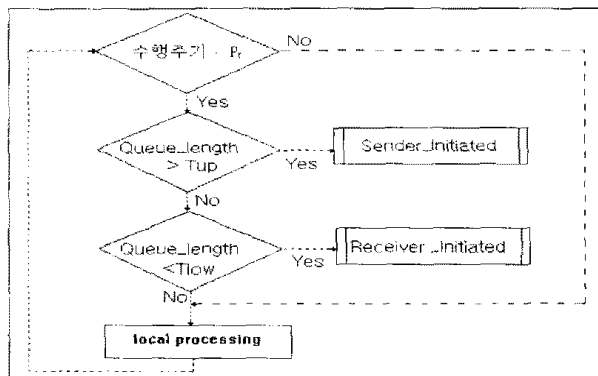 수행주기 - Pr
No
Yes
Queue_length
> Tup
Yes
Sender_Initiated
No
Queue_length
<Tlow
Yes
Receiver_Initiated
No
local processing